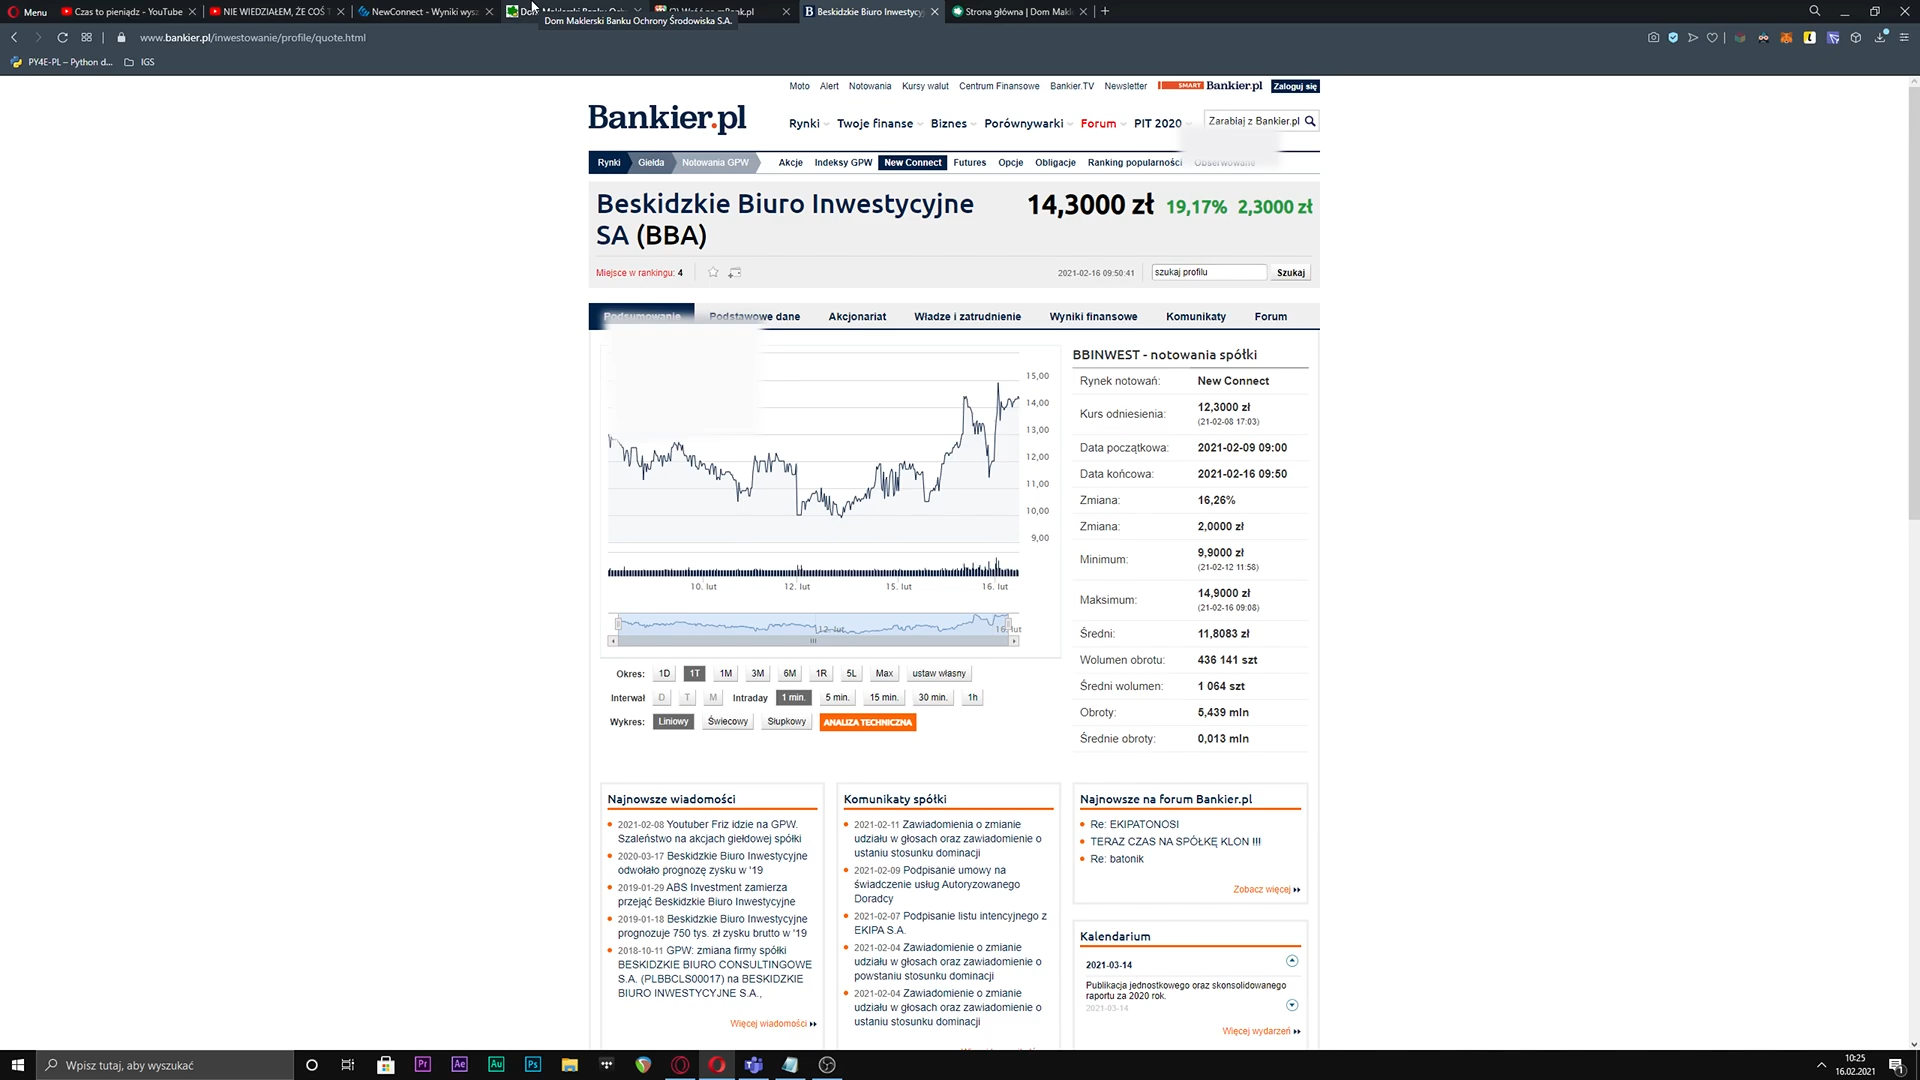 Menu
Czas to pieniądz - YouTube
NIE WIEDZIAŁEM, ŻE COŚ T
NewConnect - Wyniki wysz
Beskidzkie Biuro Inwestycyj
Strona główna | Dom Makl
Dom Maklerski Banku Ochrony Środowiska S.A.
www.bankier.pl/inwestowanie/profile/quote.html
PY4E-PL – Python d...
IGS
Moto Alert Notowania Kursy walut Centrum Finansowe Bankier.TV Newsletter SMART Bankier.pl Zaloguj się
Bankier.pl
Rynki Twoje finanse Biznes Porównywarki Forum PIT 2020
Zarabiaj z Bankier.pl
Rynki Giełda Notowania GPW Akcje Indeksy GPW New Connect Futures Opcje Obligacje Ranking popularności Obserwowane
Beskidzkie Biuro Inwestycyjne
SA (BBA)
14,3000 zł 19,17% 2,3000 zł
Miejsce w rankingu: 4
2021-02-16 09:50:41
szukaj profilu
Szukaj
Podsumowanie Podstawowe dane Akcjonariat Władze i zatrudnienie Wyniki finansowe Komunikaty Forum
15,00
14,00
13,00
12,00
11,00
10,00
9,00
10. lut 12. lut 15. lut 16. lut
12. lut 16. lut
Okres: 1D 1T 1M 3M 6M 1R 5L Max ustaw własny
Interwał D T M Intraday 1 min. 5 min. 15 min. 30 min. 1h
Wykres: Liniowy Świecowy Słupkowy ANALIZA TECHNICZNA
BBINWEST - notowania spółki
Rynek notowań: New Connect
Kurs odniesienia: 12,3000 zł
(21-02-08 17:03)
Data początkowa: 2021-02-09 09:00
Data końcowa: 2021-02-16 09:50
Zmiana: 16,26%
Zmiana: 2,0000 zł
Minimum: 9,9000 zł
(21-02-12 11:58)
Maksimum: 14,9000 zł
(21-02-16 09:08)
Średni: 11,8083 zł
Wolumen obrotu: 436 141 szt
Średni wolumen: 1 064 szt
Obroty: 5,439 mln
Średnie obroty: 0,013 mln
Najnowsze wiadomości
2021-02-08 Youtuber Friz idzie na GPW.
Szaleństwo na akcjach giełdowej spółki
2020-03-17 Beskidzkie Biuro Inwestycyjne
odwołało prognozę zysku w '19
2019-01-29 ABS Investment zamierza
przejąć Beskidzkie Biuro Inwestycyjne
2019-01-18 Beskidzkie Biuro Inwestycyjne
prognozuje 750 tys. zł zysku brutto w '19
2018-10-11 GPW: zmiana firmy spółki
BESKIDZKIE BIURO CONSULTINGOWE
S.A. (PLBBCLS00017) na BESKIDZKIE
BIURO INWESTYCYJNE S.A.,
Więcej wiadomości
Komunikaty spółki
2021-02-11 Zawiadomienia o zmianie
udziału w głosach oraz zawiadomienie o
ustaniu stosunku dominacji
2021-02-09 Podpisanie umowy na
świadczenie usług Autoryzowanego
Doradcy
2021-02-07 Podpisanie listu intencyjnego z
EKIPA S.A.
2021-02-04 Zawiadomienie o zmianie
udziału w głosach oraz zawiadomienie o
powstaniu stosunku dominacji
2021-02-04 Zawiadomienie o zmianie
udziału w głosach oraz zawiadomienie o
ustaniu stosunku dominacji
Najnowsze na forum Bankier.pl
Re: EKIPATONOSI
TERAZ CZAS NA SPÓŁKĘ KLON !!!
Re: batonik
Zobacz więcej
Kalendarium
2021-03-14
Publikacja jednostkowego oraz skonsolidowanego
raportu za 2020 rok.
2021-03-14
Więcej wydarzeń
Wpisz tutaj, aby wyszukać
Pr Ae Au Ps
10:25
16.02.2021